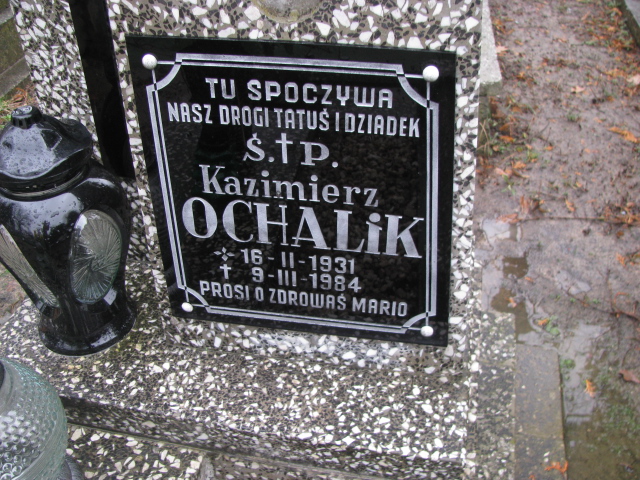 TU SPOCZYWA
NASZ DROGI TATUŚ I DZIADEK
Ś.†P.
Kazimierz
OCHALiK
16-II-1931
† 9-III-1984
PROSI O ZDROWAŚ MARIO